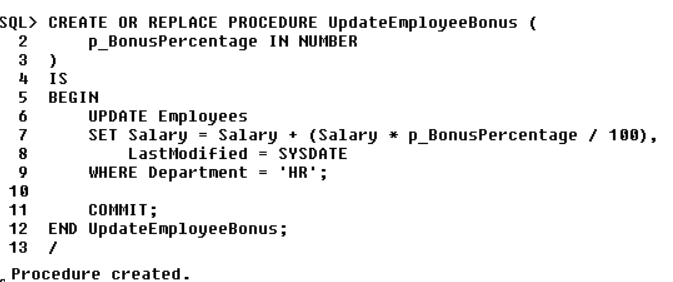 SQL> CREATE OR REPLACE PROCEDURE UpdateEmployeeBonus (
  2      p_BonusPercentage IN NUMBER
  3  )
  4  IS
  5  BEGIN
  6      UPDATE Employees
  7      SET Salary = Salary + (Salary * p_BonusPercentage / 100),
  8          LastModified = SYSDATE
  9      WHERE Department = 'HR';
 10
 11      COMMIT;
 12  END UpdateEmployeeBonus;
 13  /
Procedure created.